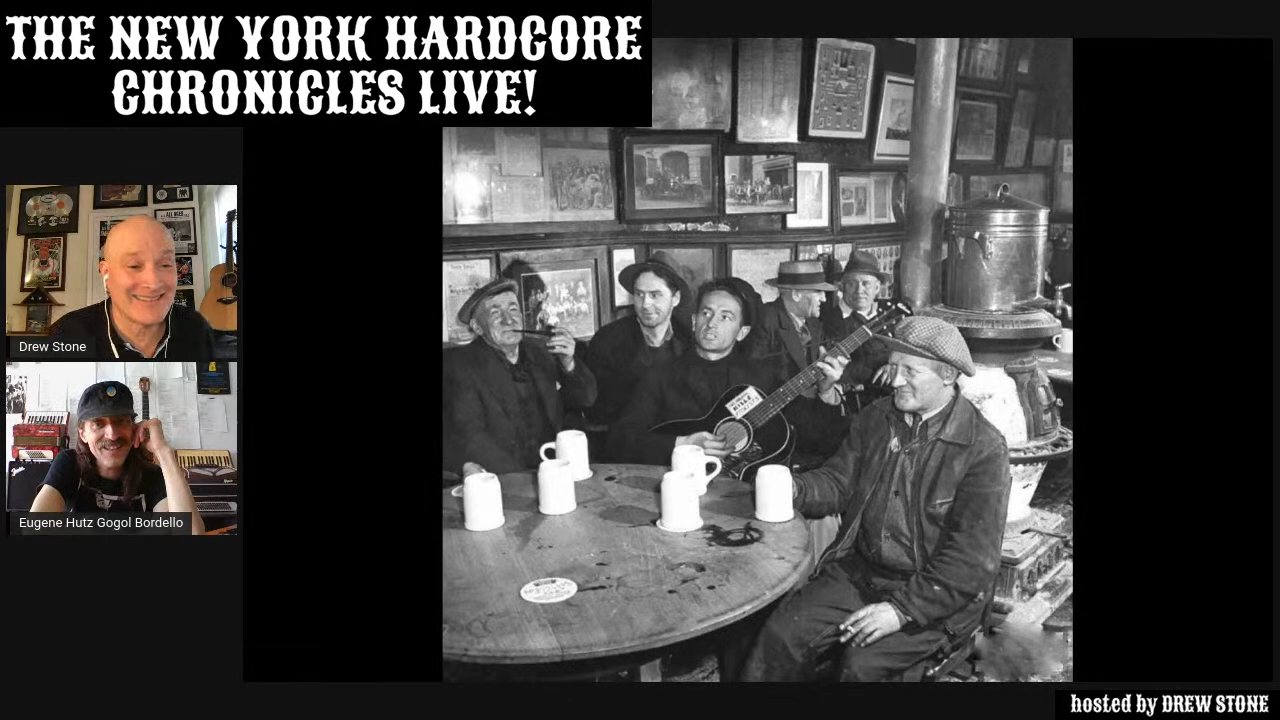 THE NEW YORK HARDCORE
CHRONICLES LIVE!
Drew Stone
Eugene Hutz Gogol Bordello
hosted by DREW STONE